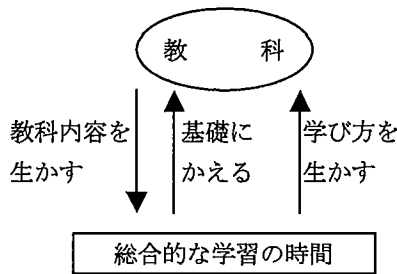 教科
教科内容を
生かす
基礎に
かえる
学び方を
生かす
総合的な学習の時間